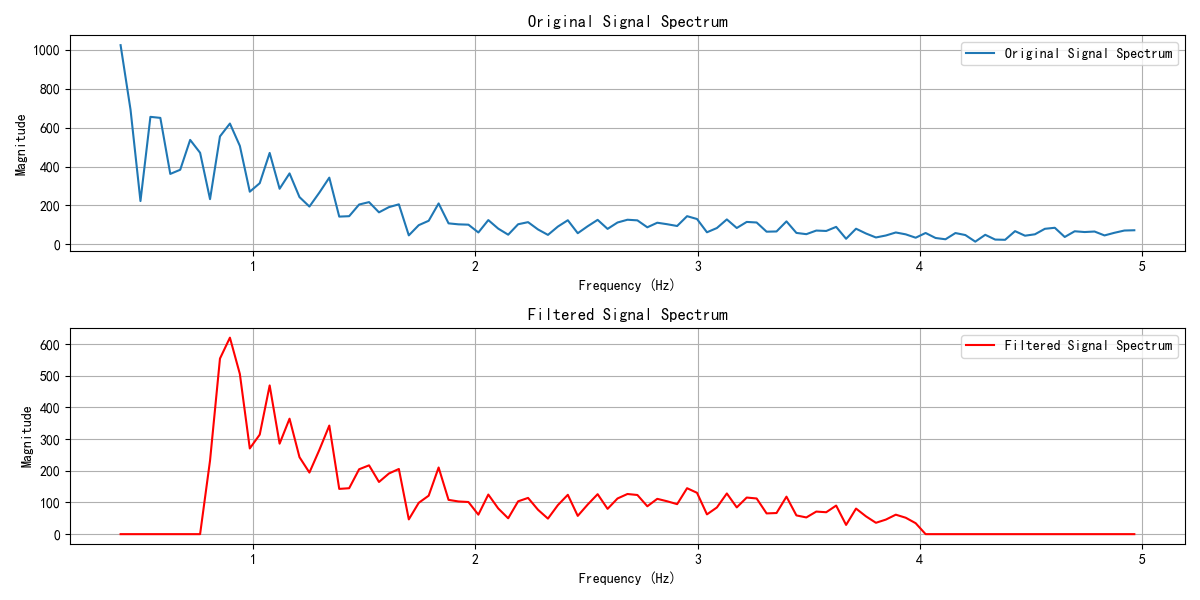 Original Signal Spectrum
1000
800
600
400
200
0
Magnitude
Original Signal Spectrum
1
2
3
4
5
Frequency (Hz)
Filtered Signal Spectrum
600
500
400
300
200
100
0
Magnitude
Filtered Signal Spectrum
1
2
3
4
5
Frequency (Hz)